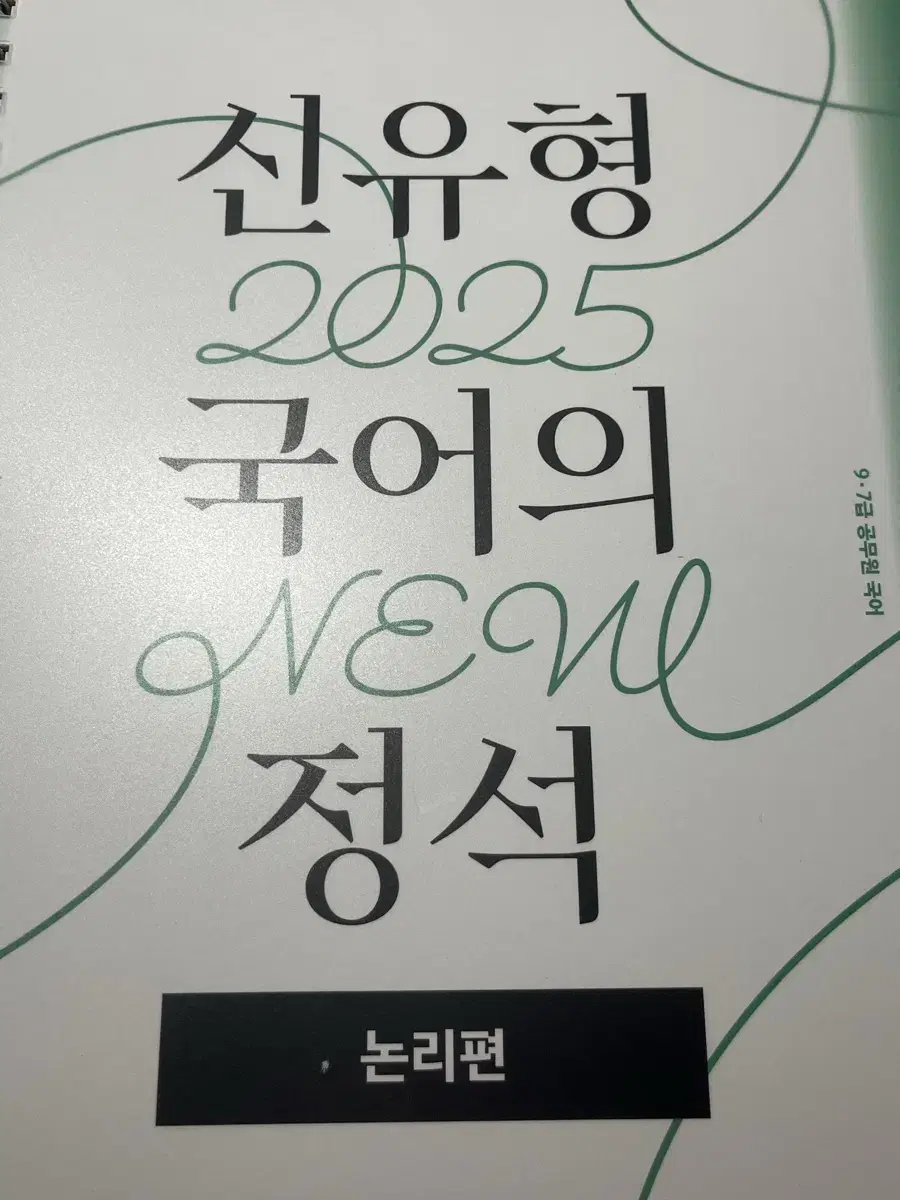 신유형
2025
국어의
NEW
정석
논리편
9·7급 공무원 국어